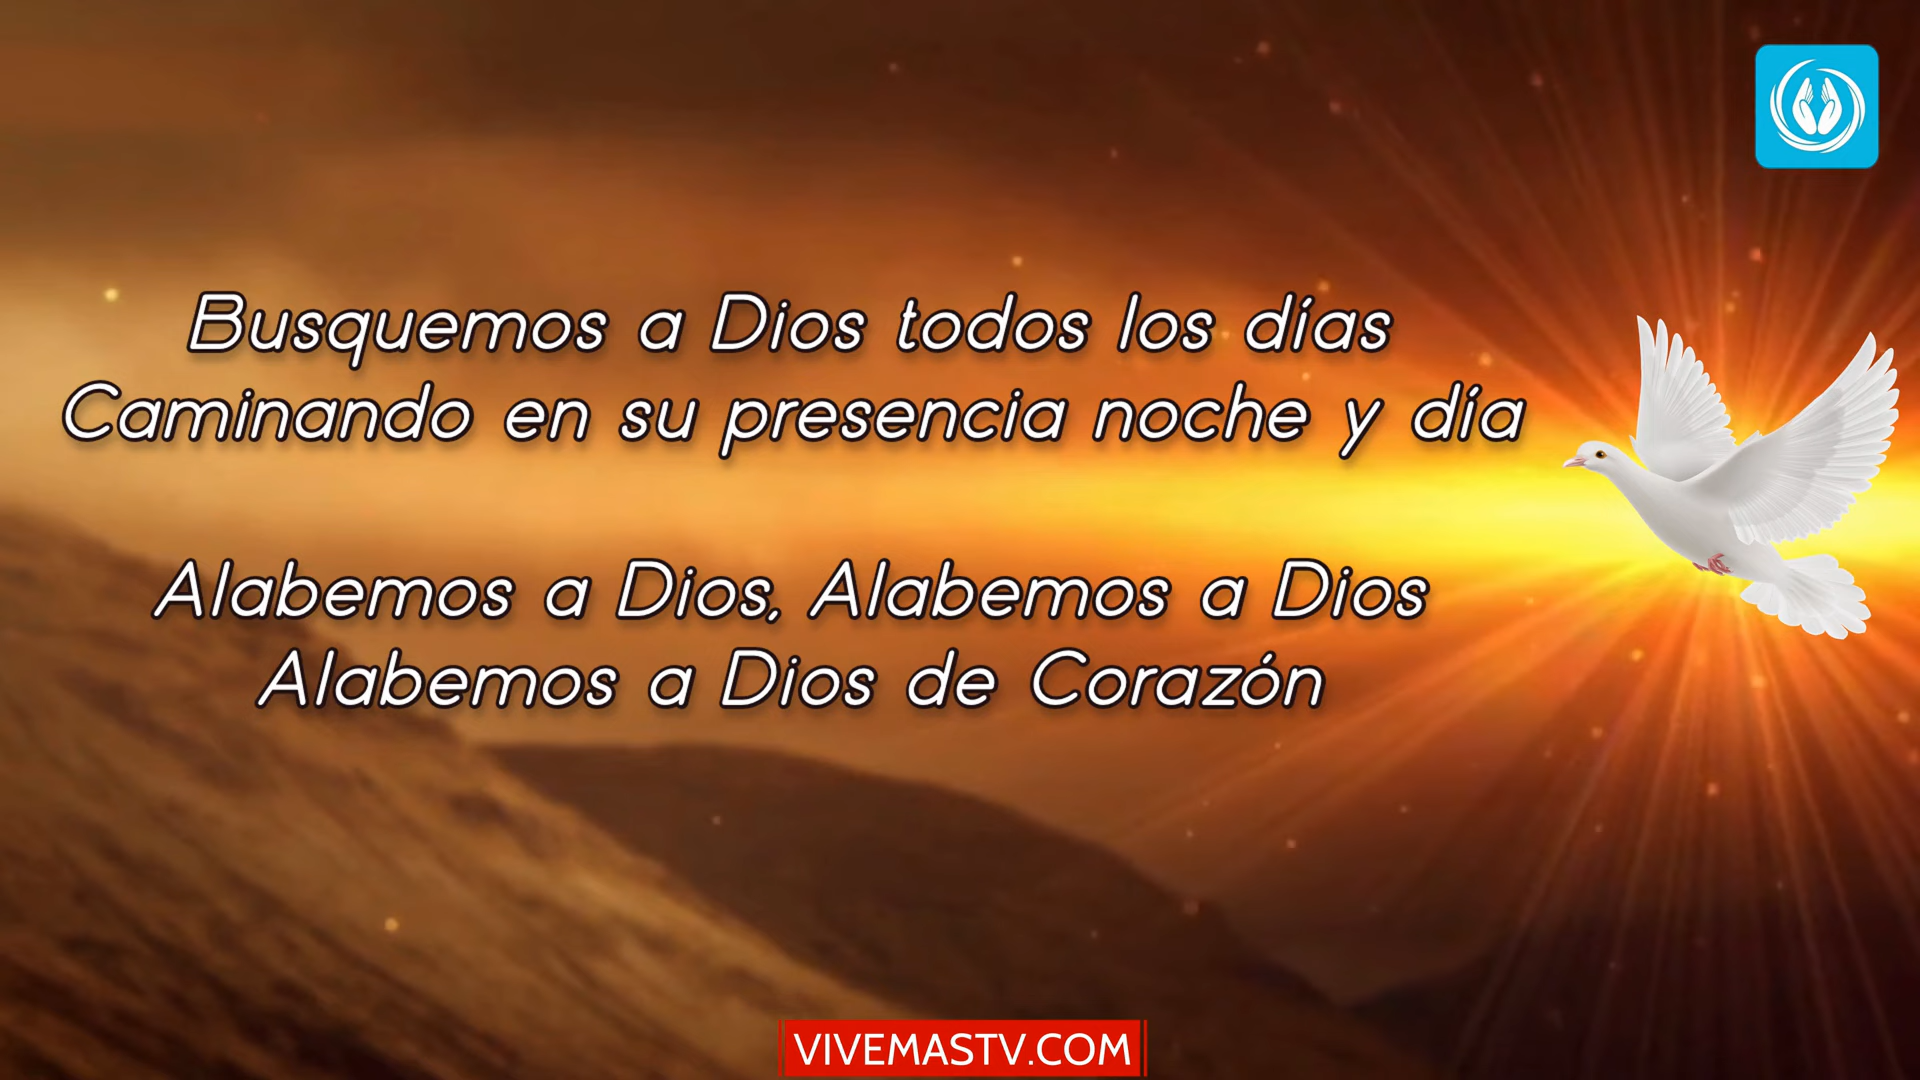 Busquemos a Dios todos los días
Caminando en su presencia noche y día
Alabemos a Dios, Alabemos a Dios
Alabemos a Dios de Corazón
VIVEMASTV.COM